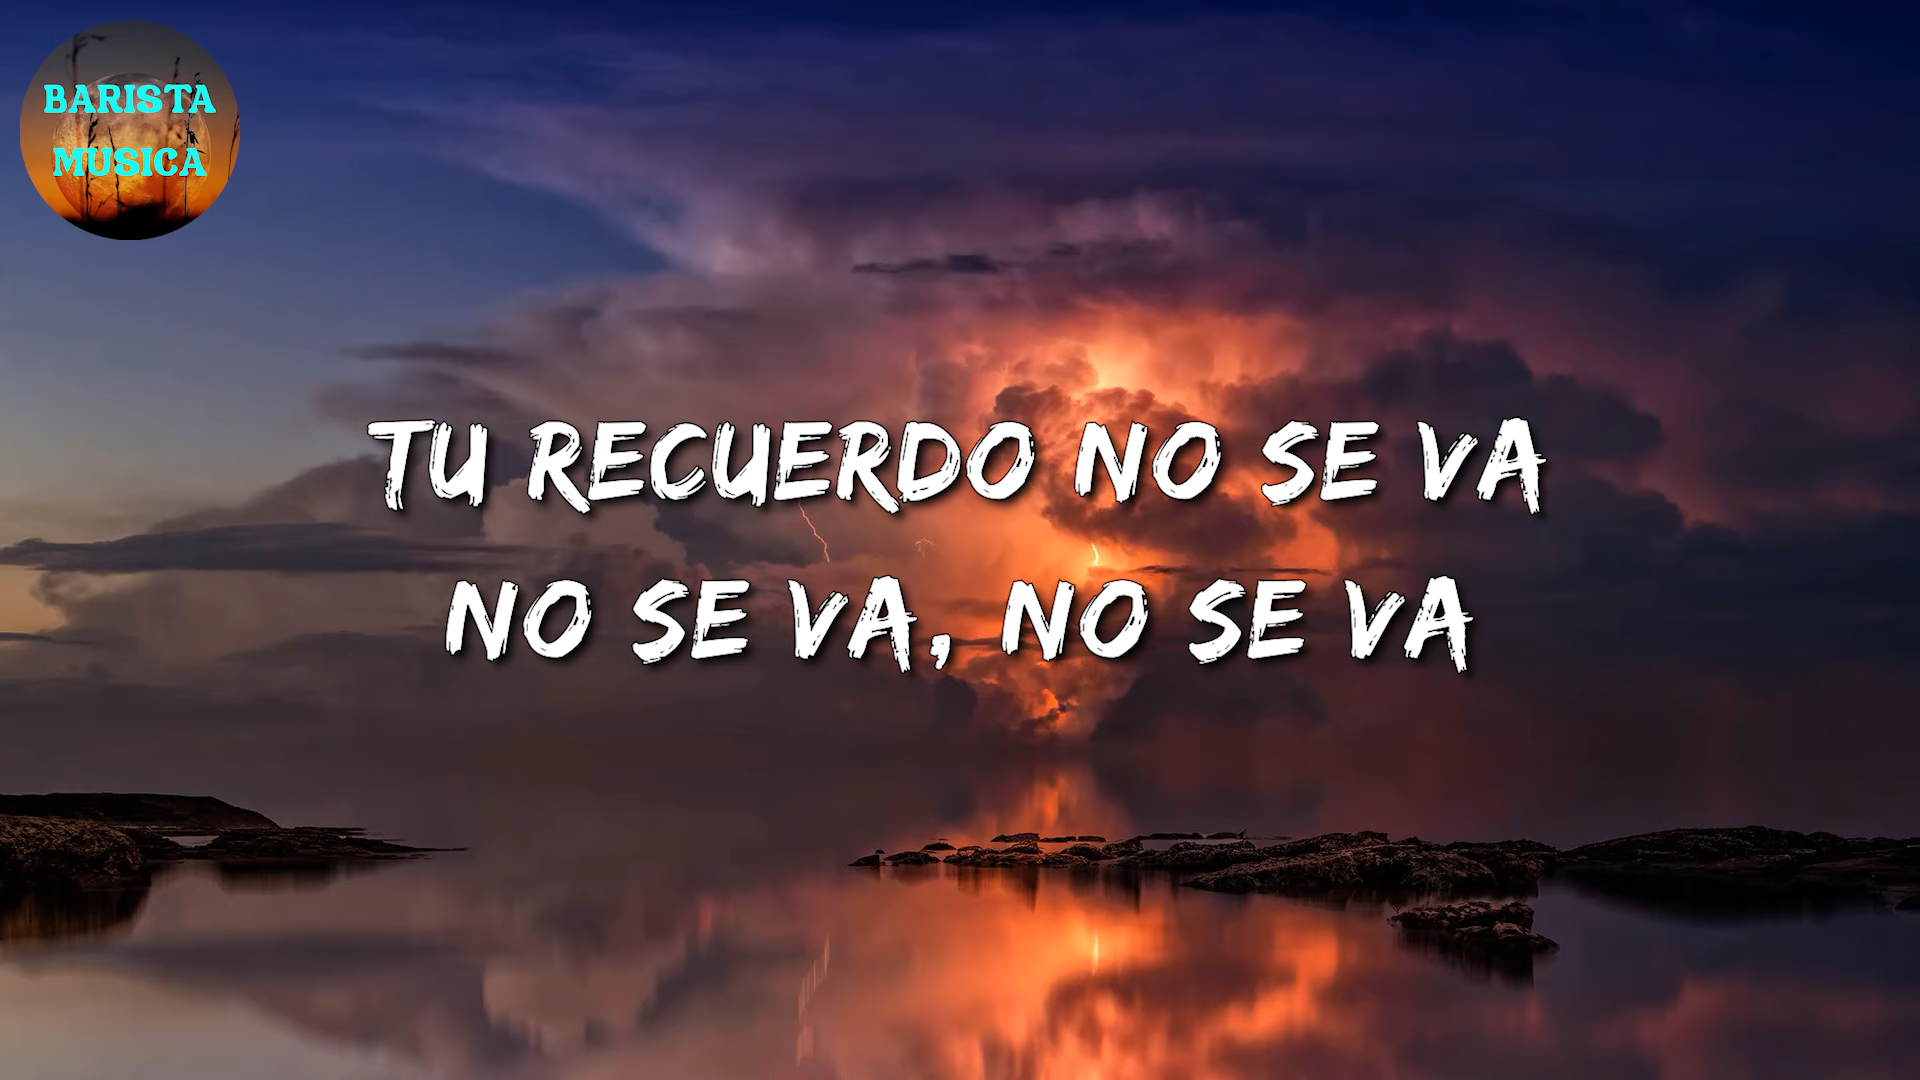 BARISTA
MUSICA
TU RECUERDO NO SE VA
NO SE VA, NO SE VA